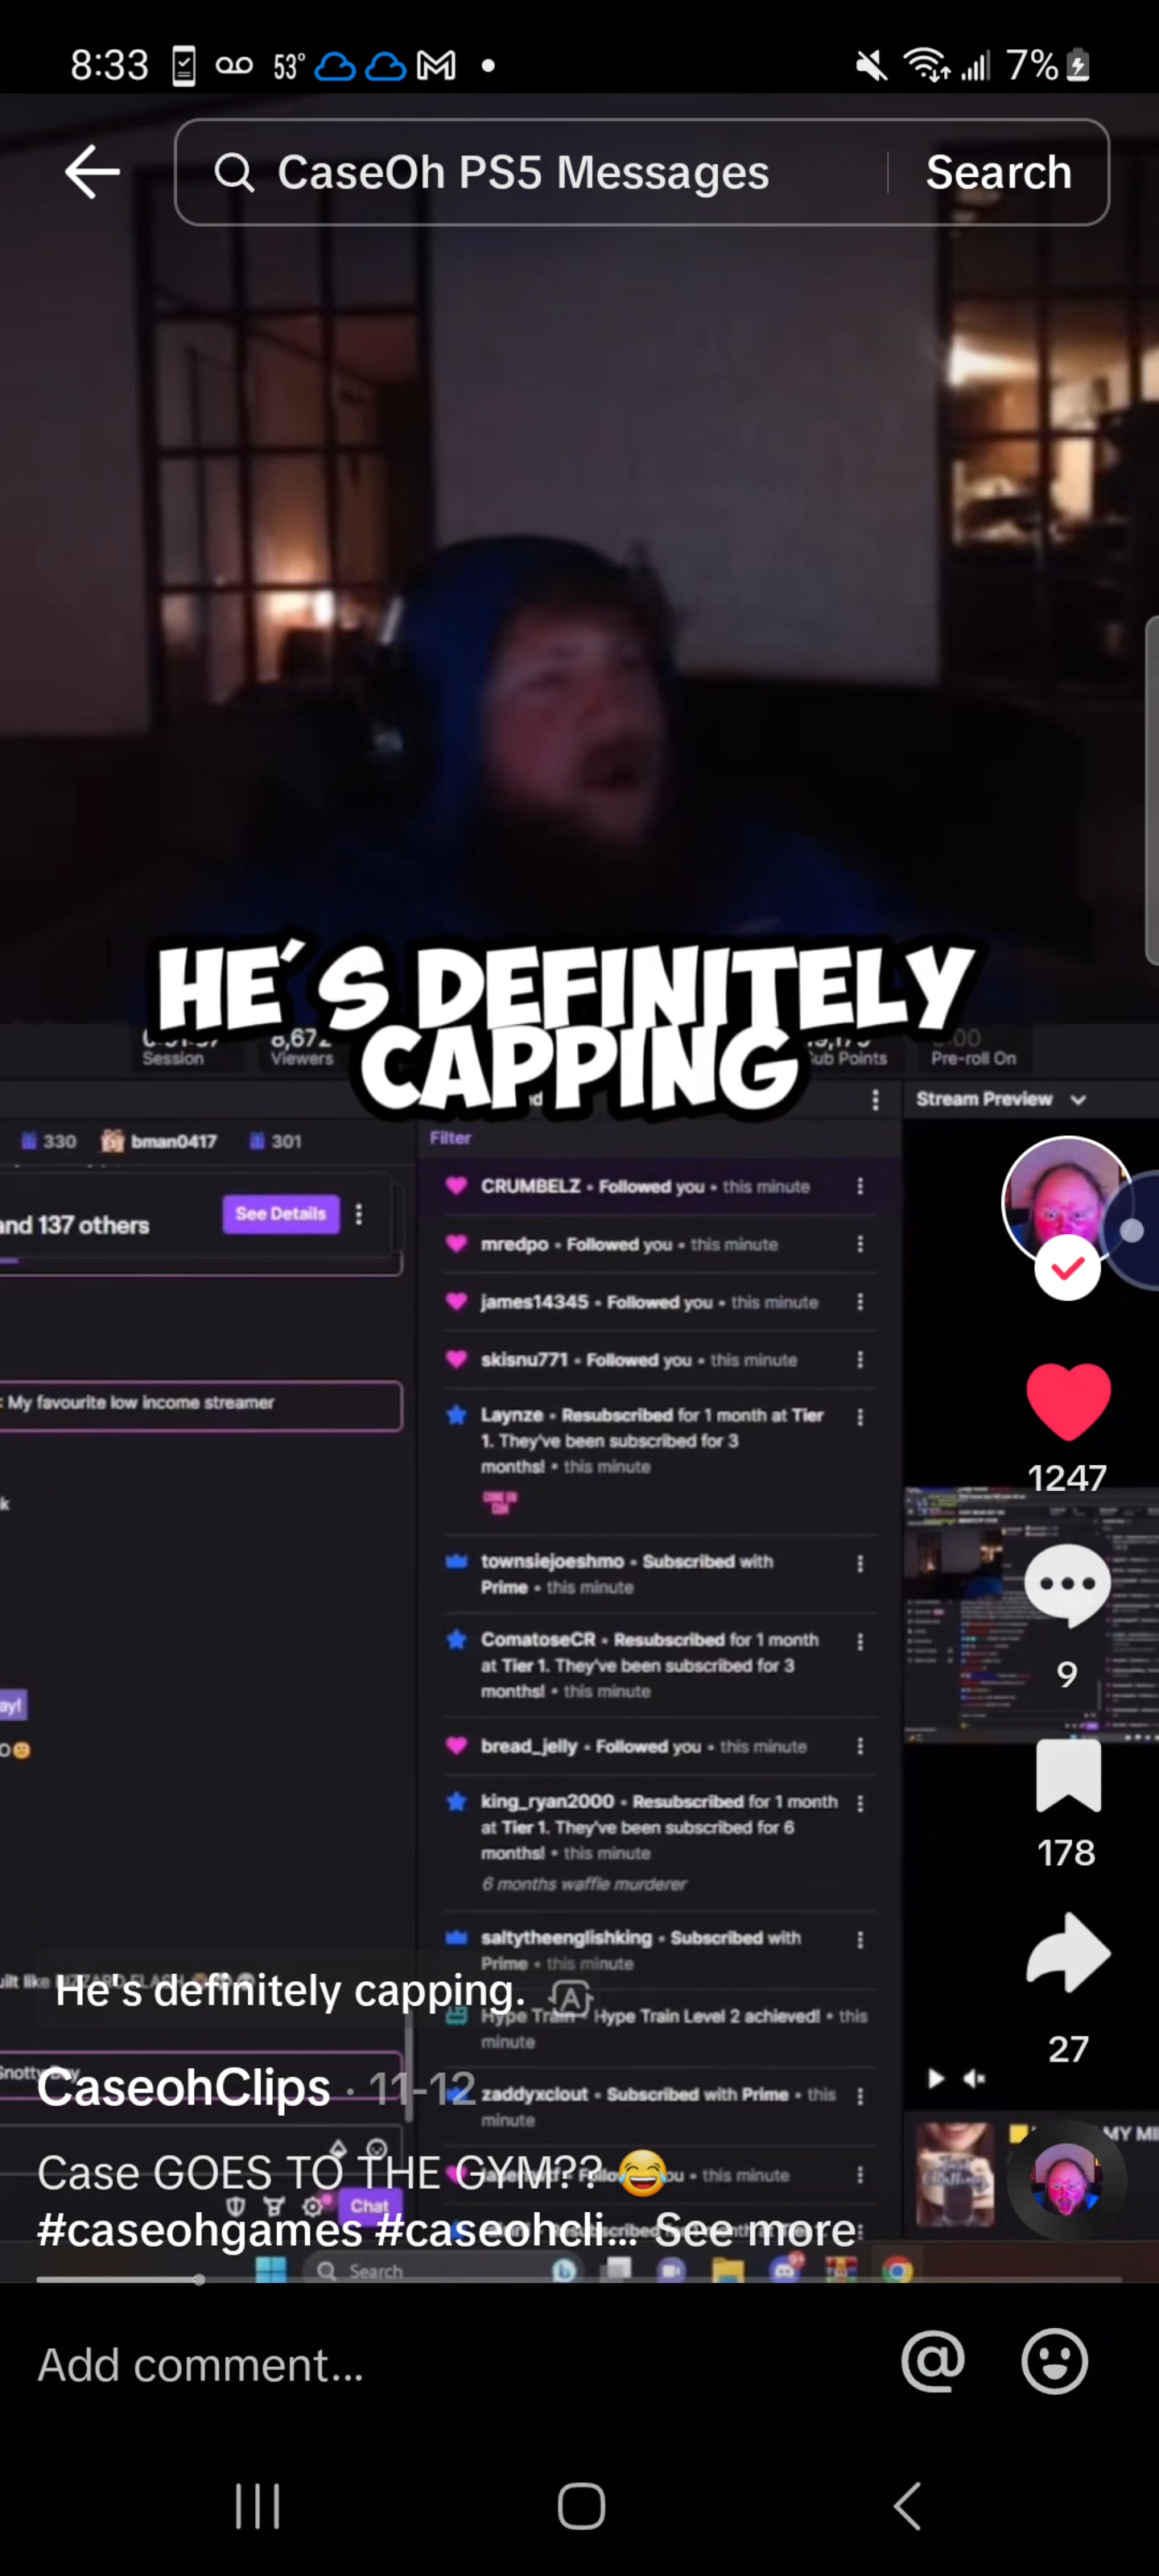 8:33 53° 7%
CaseOh PS5 Messages Search
HE'S DEFINITELY
CAPPING
8,672
Session Viewers Sub Points Pre-roll On
Stream Preview
330 bman0417 301
Filter
CRUMBELZ • Followed you • this minute
and 137 others See Details
mredpo • Followed you • this minute
james14345 • Followed you • this minute
skisnu771 • Followed you • this minute
: My favourite low income streamer
Laynze • Resubscribed for 1 month at Tier
1. They've been subscribed for 3
months! • this minute
1247
townsiejoeshmo • Subscribed with
Prime • this minute
ComatoseCR • Resubscribed for 1 month
at Tier 1. They've been subscribed for 3
months! • this minute
9
ay!
bread_jelly • Followed you • this minute
king_ryan2000 • Resubscribed for 1 month
at Tier 1. They've been subscribed for 6
months! • this minute
6 months waffle murderer
178
saltytheenglishking • Subscribed with
Prime • this minute
He's definitely capping.
Hype Train • Hype Train Level 2 achieved! • this
minute
27
CaseohClips · 11-12
zaddyxclout • Subscribed with Prime • this
minute
Case GOES TO THE GYM?? 😂
Chat
#caseohgames #caseohcli... See more
Search
Add comment...